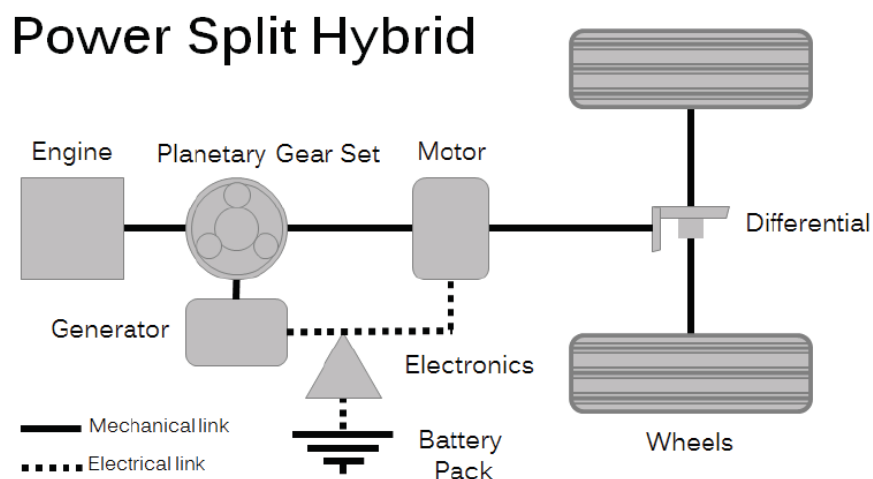 Power Split Hybrid
Engine
Planetary Gear Set
Motor
Differential
Generator
Electronics
Mechanical link
Battery
Pack
Wheels
Electrical link